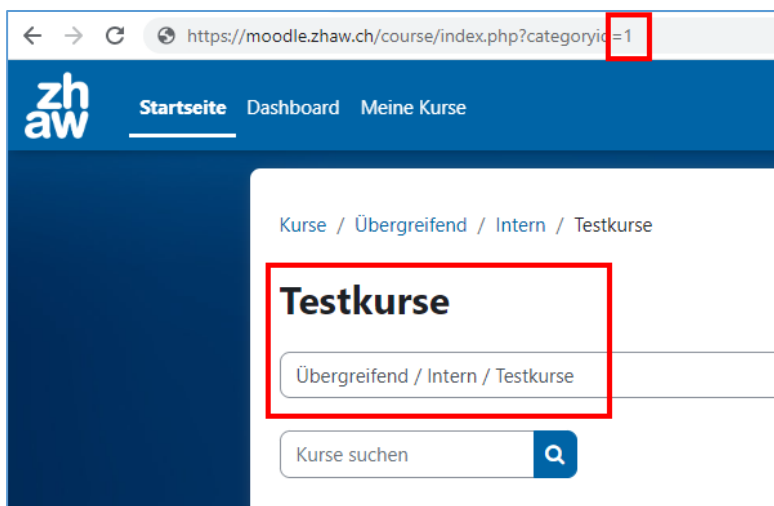 https://moodle.zhaw.ch/course/index.php?categoryid=1
zh
aw
Startseite Dashboard Meine Kurse
Kurse / Übergreifend / Intern / Testkurse
Testkurse
Übergreifend / Intern / Testkurse
Kurse suchen